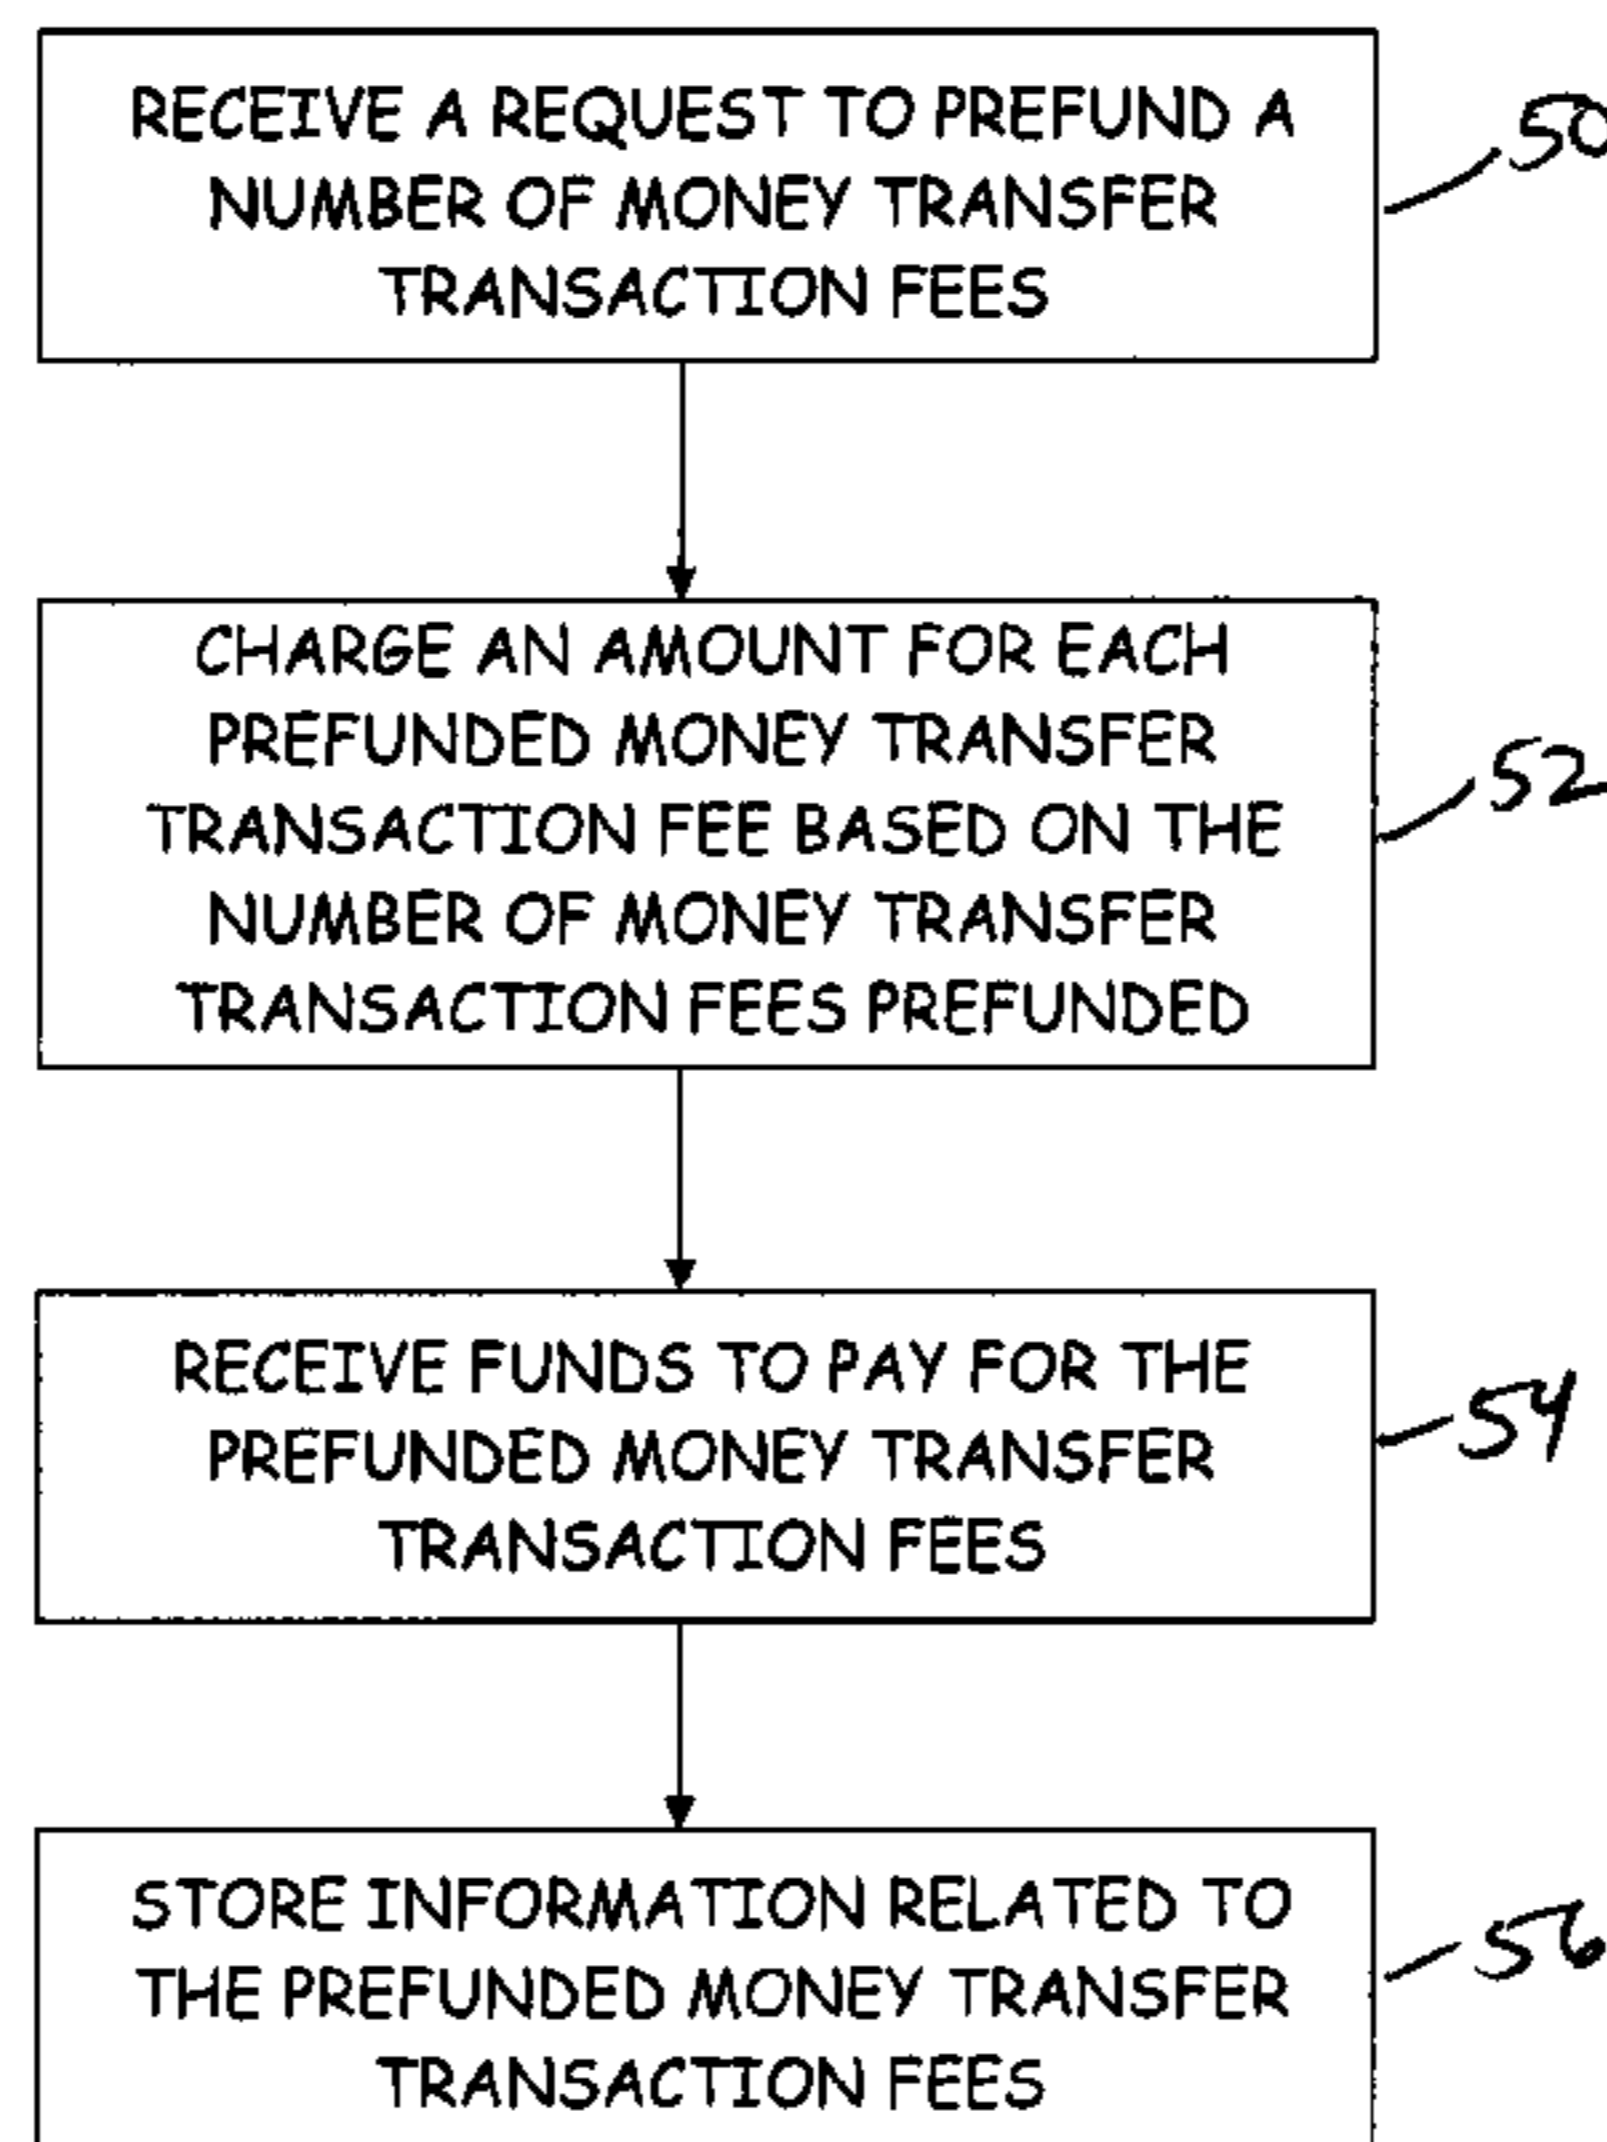 RECEIVE A REQUEST TO PREFUND A
NUMBER OF MONEY TRANSFER
TRANSACTION FEES
50
CHARGE AN AMOUNT FOR EACH
PREFUNDED MONEY TRANSFER
TRANSACTION FEE BASED ON THE
NUMBER OF MONEY TRANSFER
TRANSACTION FEES PREFUNDED
52
RECEIVE FUNDS TO PAY FOR THE
PREFUNDED MONEY TRANSFER
TRANSACTION FEES
54
STORE INFORMATION RELATED TO
THE PREFUNDED MONEY TRANSFER
TRANSACTION FEES
56